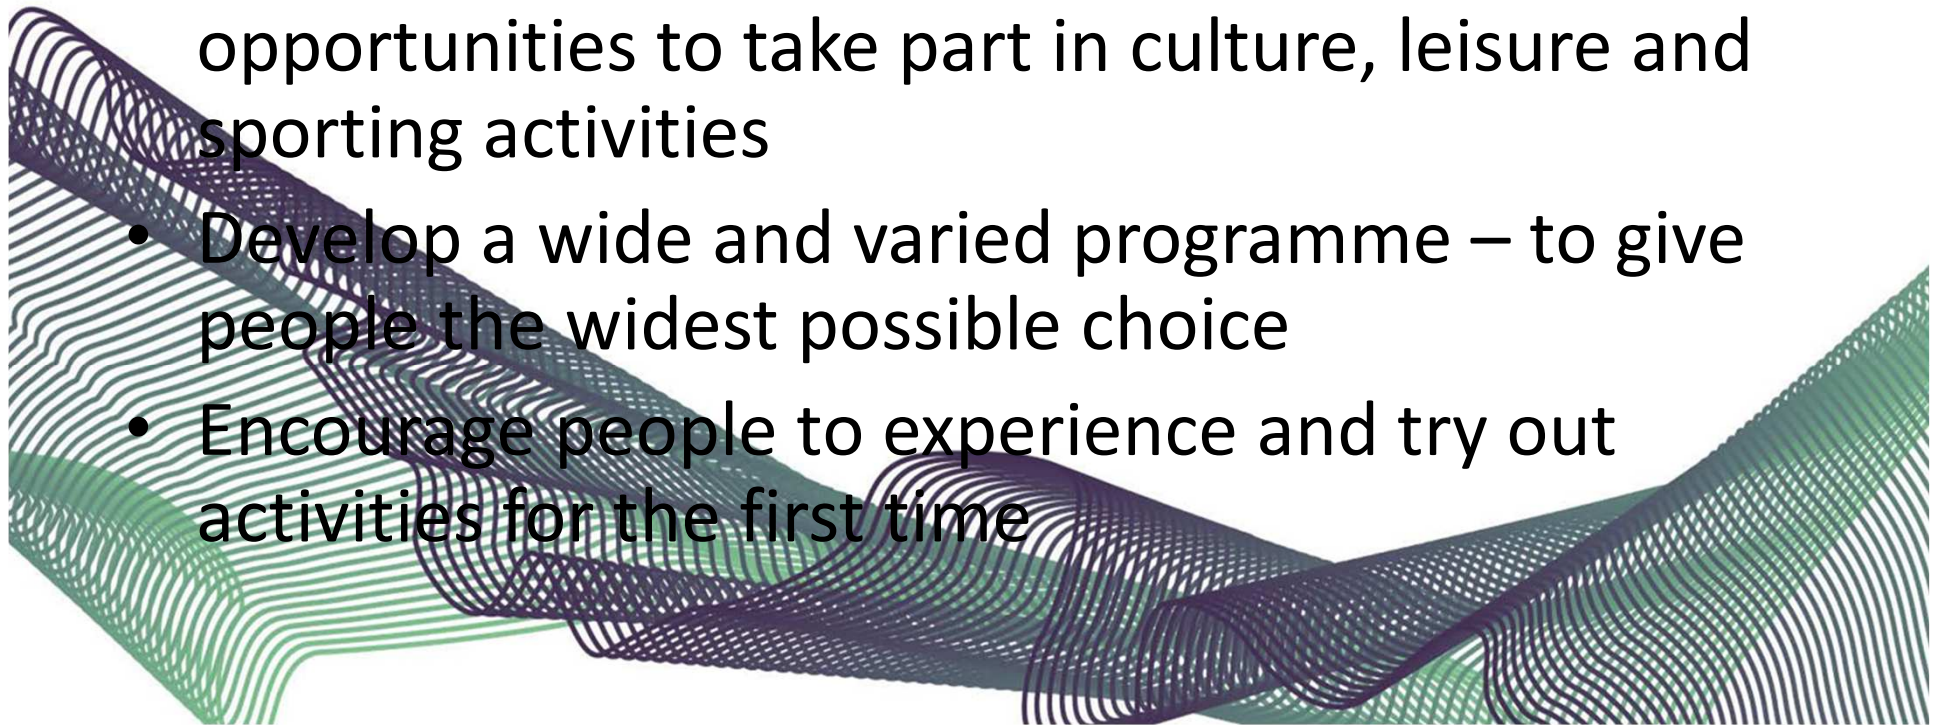 opportunities to take part in culture, leisure and
sporting activities
• Develop a wide and varied programme – to give
people the widest possible choice
• Encourage people to experience and try out
activities for the first time